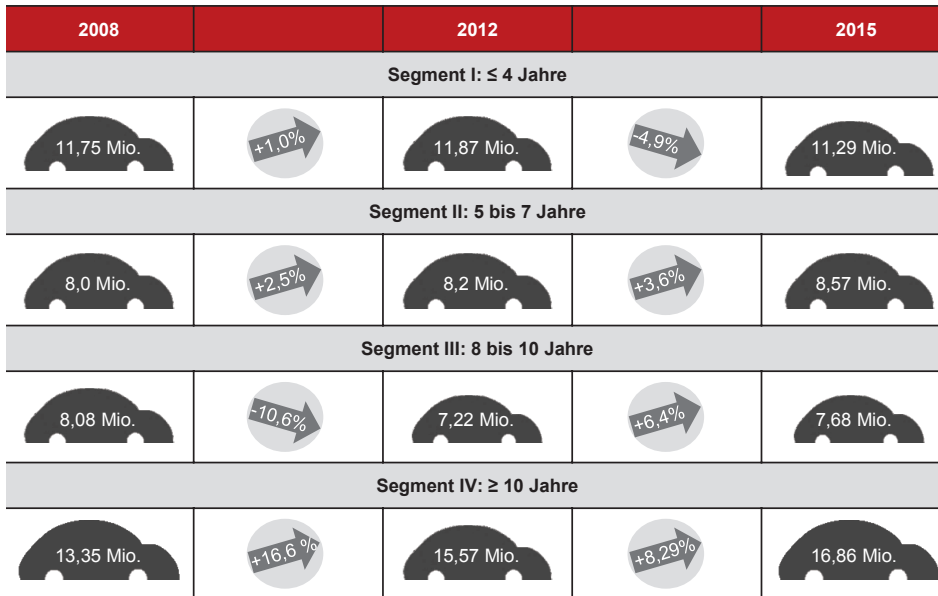 2008 2012 2015
Segment I: ≤ 4 Jahre
11,75 Mio. +1,0% 11,87 Mio. -4,9% 11,29 Mio.
Segment II: 5 bis 7 Jahre
8,0 Mio. +2,5% 8,2 Mio. +3,6% 8,57 Mio.
Segment III: 8 bis 10 Jahre
8,08 Mio. -10,6% 7,22 Mio. +6,4% 7,68 Mio.
Segment IV: ≥ 10 Jahre
13,35 Mio. +16,6 % 15,57 Mio. +8,29% 16,86 Mio.